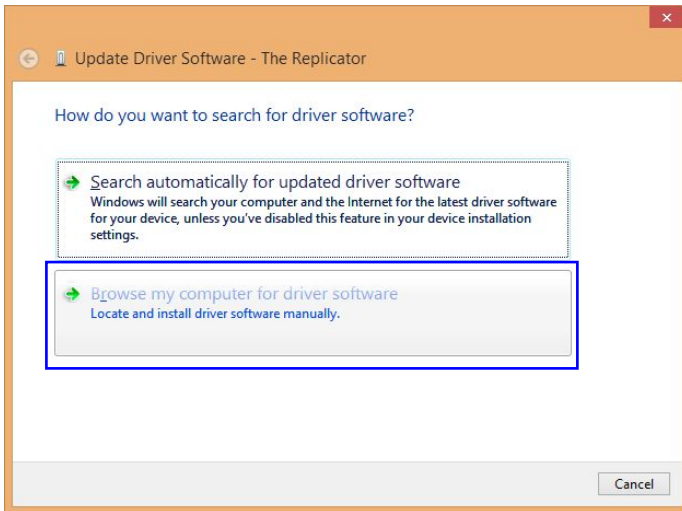 Update Driver Software - The Replicator
How do you want to search for driver software?
Search automatically for updated driver software
Windows will search your computer and the Internet for the latest driver software
for your device, unless you've disabled this feature in your device installation
settings.
Browse my computer for driver software
Locate and install driver software manually.
Cancel